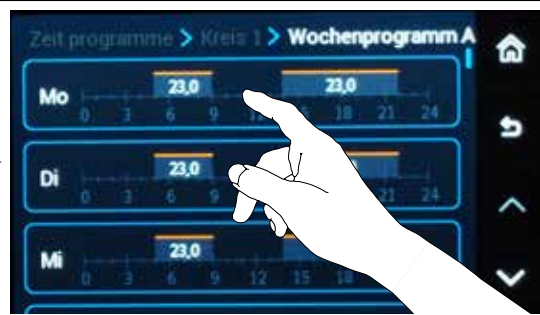 Zeit programme > Kreis 1 > Wochenprogramm A
23,0 23,0
Mo
0 3 6 9 12 18 21 24
23,0
Di
0 3 6 9 21 24
23,0
Mi
0 3 6 9 12 15 18